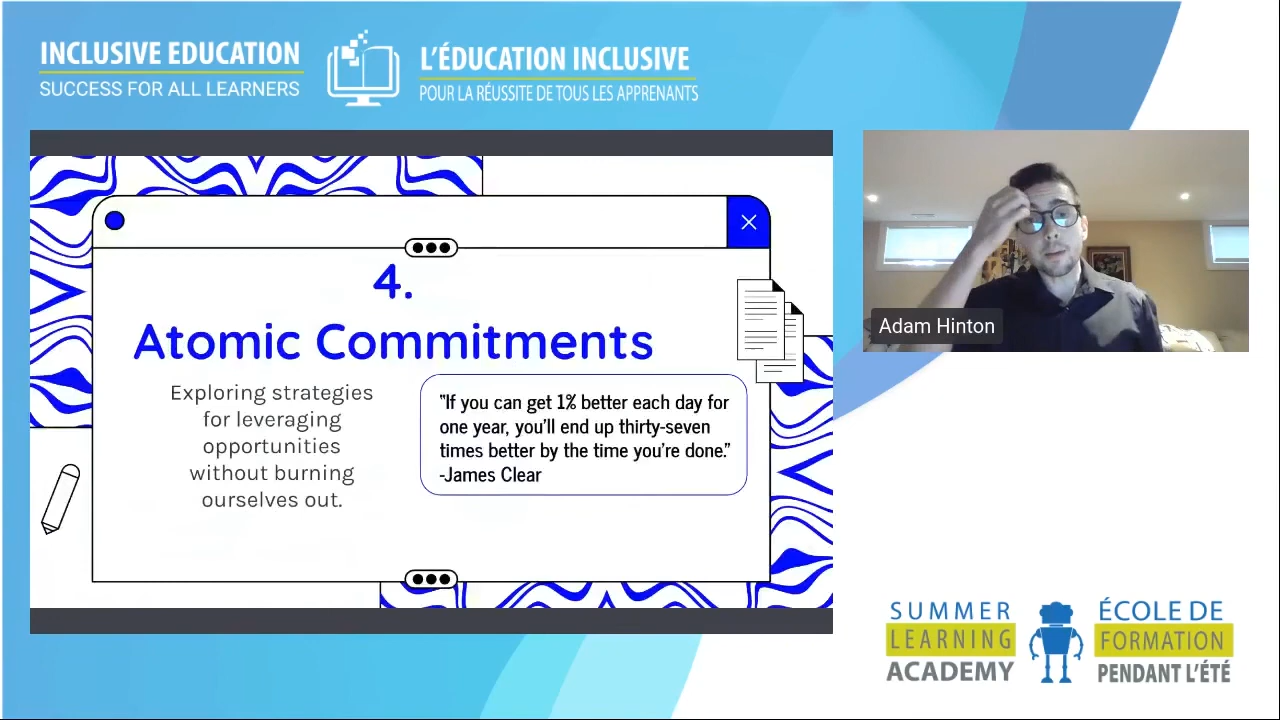 INCLUSIVE EDUCATION
SUCCESS FOR ALL LEARNERS
L'ÉDUCATION INCLUSIVE
POUR LA RÉUSSITE DE TOUS LES APPRENANTS
4.
Atomic Commitments
Exploring strategies
for leveraging
opportunities
without burning
ourselves out.
"If you can get 1% better each day for
one year, you'll end up thirty-seven
times better by the time you're done."
-James Clear
Adam Hinton
SUMMER
LEARNING
ACADEMY
ÉCOLE DE
FORMATION
PENDANT L'ÉTÉ